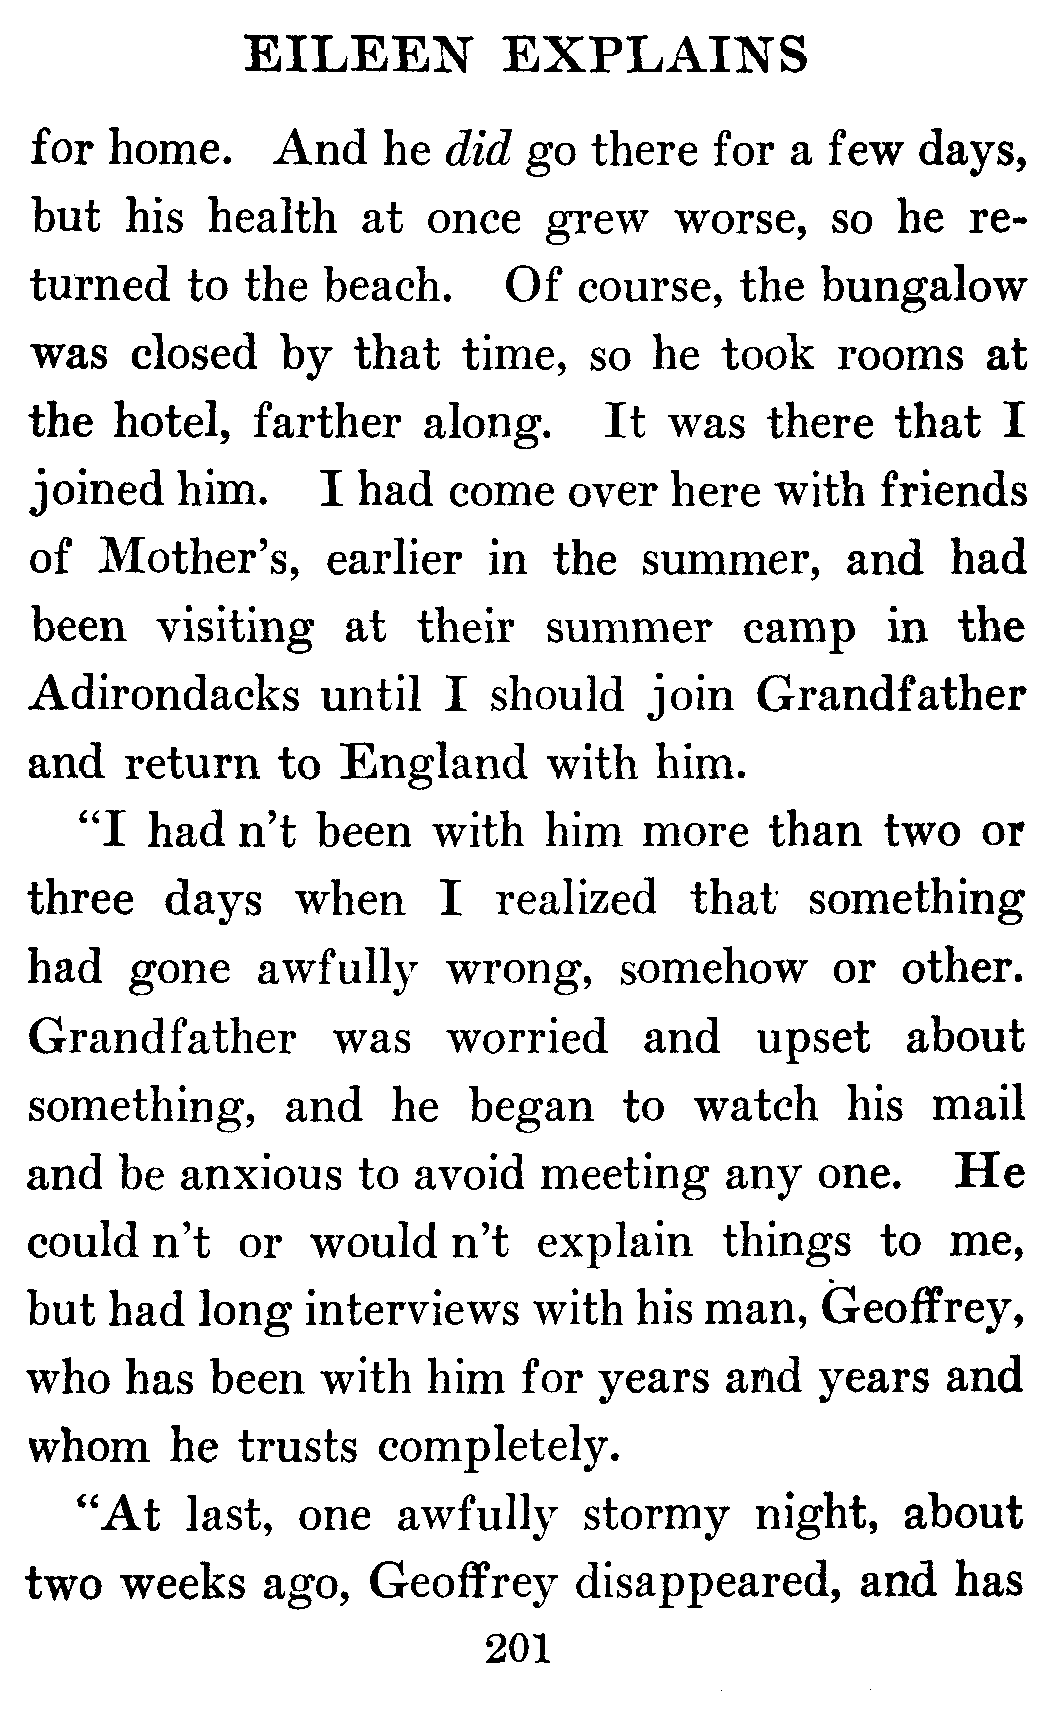 EILEEN EXPLAINS
for home. And he did go there for a few days,
but his health at once grew worse, so he re-
turned to the beach. Of course, the bungalow
was closed by that time, so he took rooms at
the hotel, farther along. It was there that I
joined him. I had come over here with friends
of Mother's, earlier in the summer, and had
been visiting at their summer camp in the
Adirondacks until I should join Grandfather
and return to England with him.
"I had n't been with him more than two or
three days when I realized that something
had gone awfully wrong, somehow or other.
Grandfather was worried and upset about
something, and he began to watch his mail
and be anxious to avoid meeting any one. He
could n't or would n't explain things to me,
but had long interviews with his man, Geoffrey,
who has been with him for years and years and
whom he trusts completely.
"At last, one awfully stormy night, about
two weeks ago, Geoffrey disappeared, and has
201